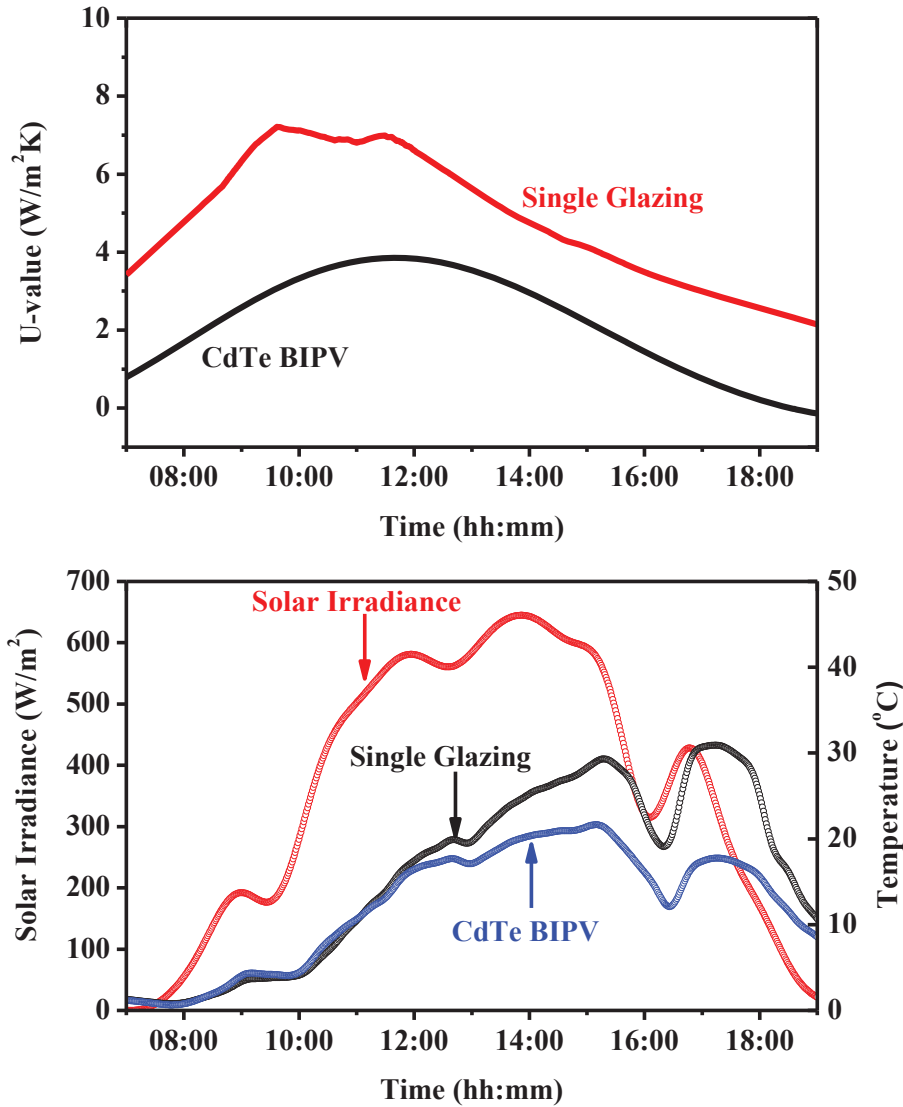 10
8
6
4
2
0
U-value (W/m²K)
Single Glazing
CdTe BIPV
08:00 10:00 12:00 14:00 16:00 18:00
Time (hh:mm)
700
600
500
400
300
200
100
0
Solar Irradiance (W/m²)
Solar Irradiance
Single Glazing
CdTe BIPV
50
40
30
20
10
0
Temperature (°C)
08:00 10:00 12:00 14:00 16:00 18:00
Time (hh:mm)